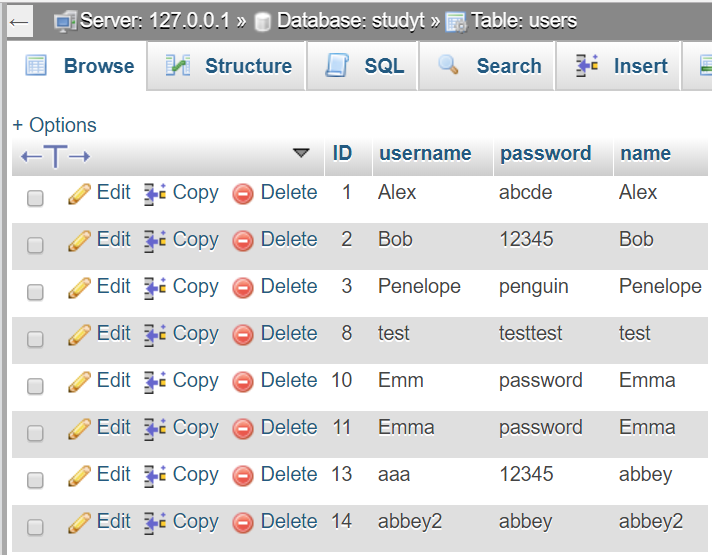 Server: 127.0.0.1 » Database: studyt » Table: users
Browse Structure SQL Search Insert
+ Options
ID username password name
Edit Copy Delete 1 Alex abcde Alex
Edit Copy Delete 2 Bob 12345 Bob
Edit Copy Delete 3 Penelope penguin Penelope
Edit Copy Delete 8 test testtest test
Edit Copy Delete 10 Emm password Emma
Edit Copy Delete 11 Emma password Emma
Edit Copy Delete 13 aaa 12345 abbey
Edit Copy Delete 14 abbey2 abbey abbey2